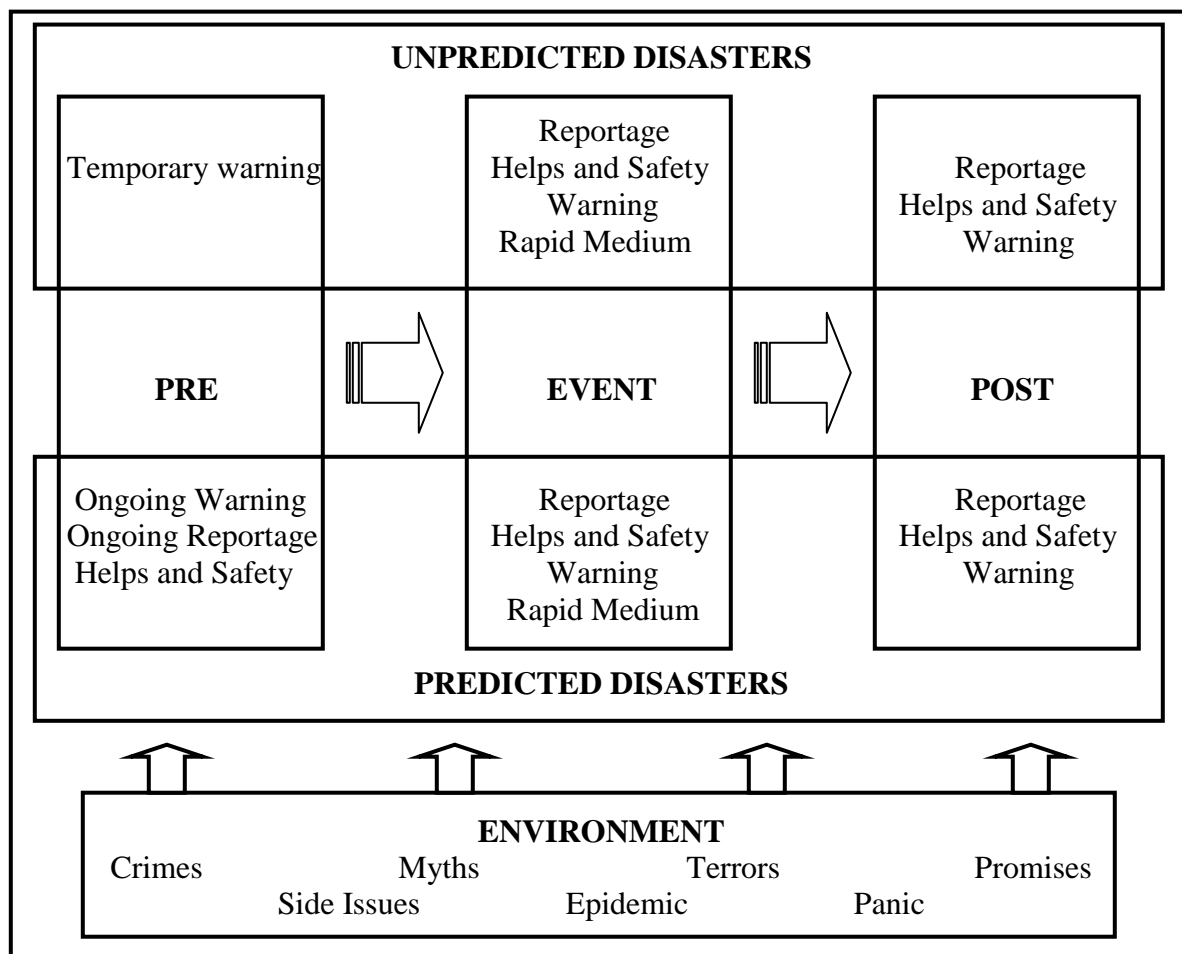 UNPREDICTED DISASTERS
Temporary warning
Reportage
Helps and Safety
Warning
Rapid Medium
Reportage
Helps and Safety
Warning
PRE
EVENT
POST
Ongoing Warning
Ongoing Reportage
Helps and Safety
Reportage
Helps and Safety
Warning
Rapid Medium
Reportage
Helps and Safety
Warning
PREDICTED DISASTERS
ENVIRONMENT
Crimes Myths Terrors Promises
Side Issues Epidemic Panic